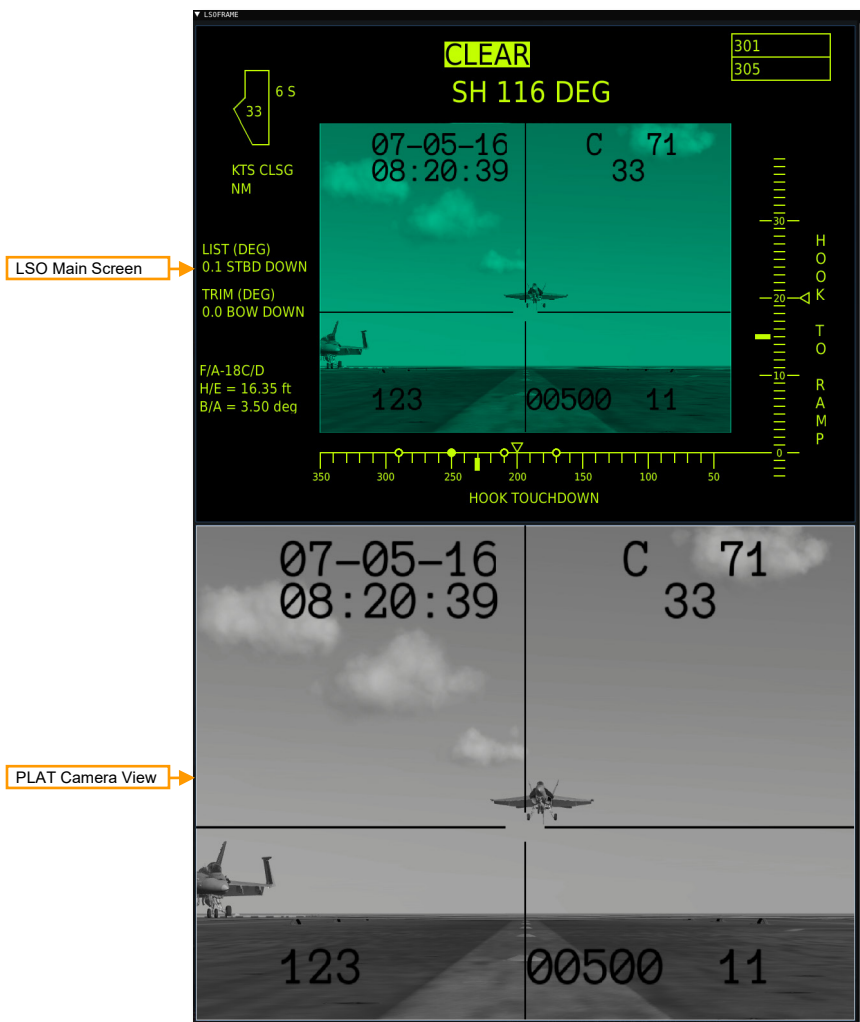 LSOFRAME
CLEAR
SH 116 DEG
301
305
6 S
33
KTS CLSG
NM
LIST (DEG)
0.1 STBD DOWN
TRIM (DEG)
0.0 BOW DOWN
F/A-18C/D
H/E = 16.35 ft
B/A = 3.50 deg
07-05-16
08:20:39
C 71
33
123
00500 11
30
20
10
0
HOOK TO RAMP
350 300 250 200 150 100 50
HOOK TOUCHDOWN
LSO Main Screen
07-05-16
08:20:39
C 71
33
PLAT Camera View
123
00500 11